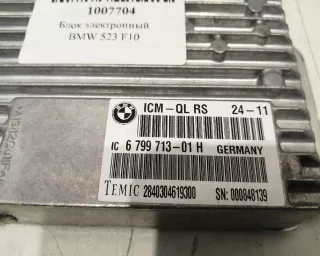 1007704
Блок электронный
BMW 523 F10
ICM-QL RS 24-11
IC 6 799 713-01 H GERMANY
TEMIC 2840304619300 SN: 000848139